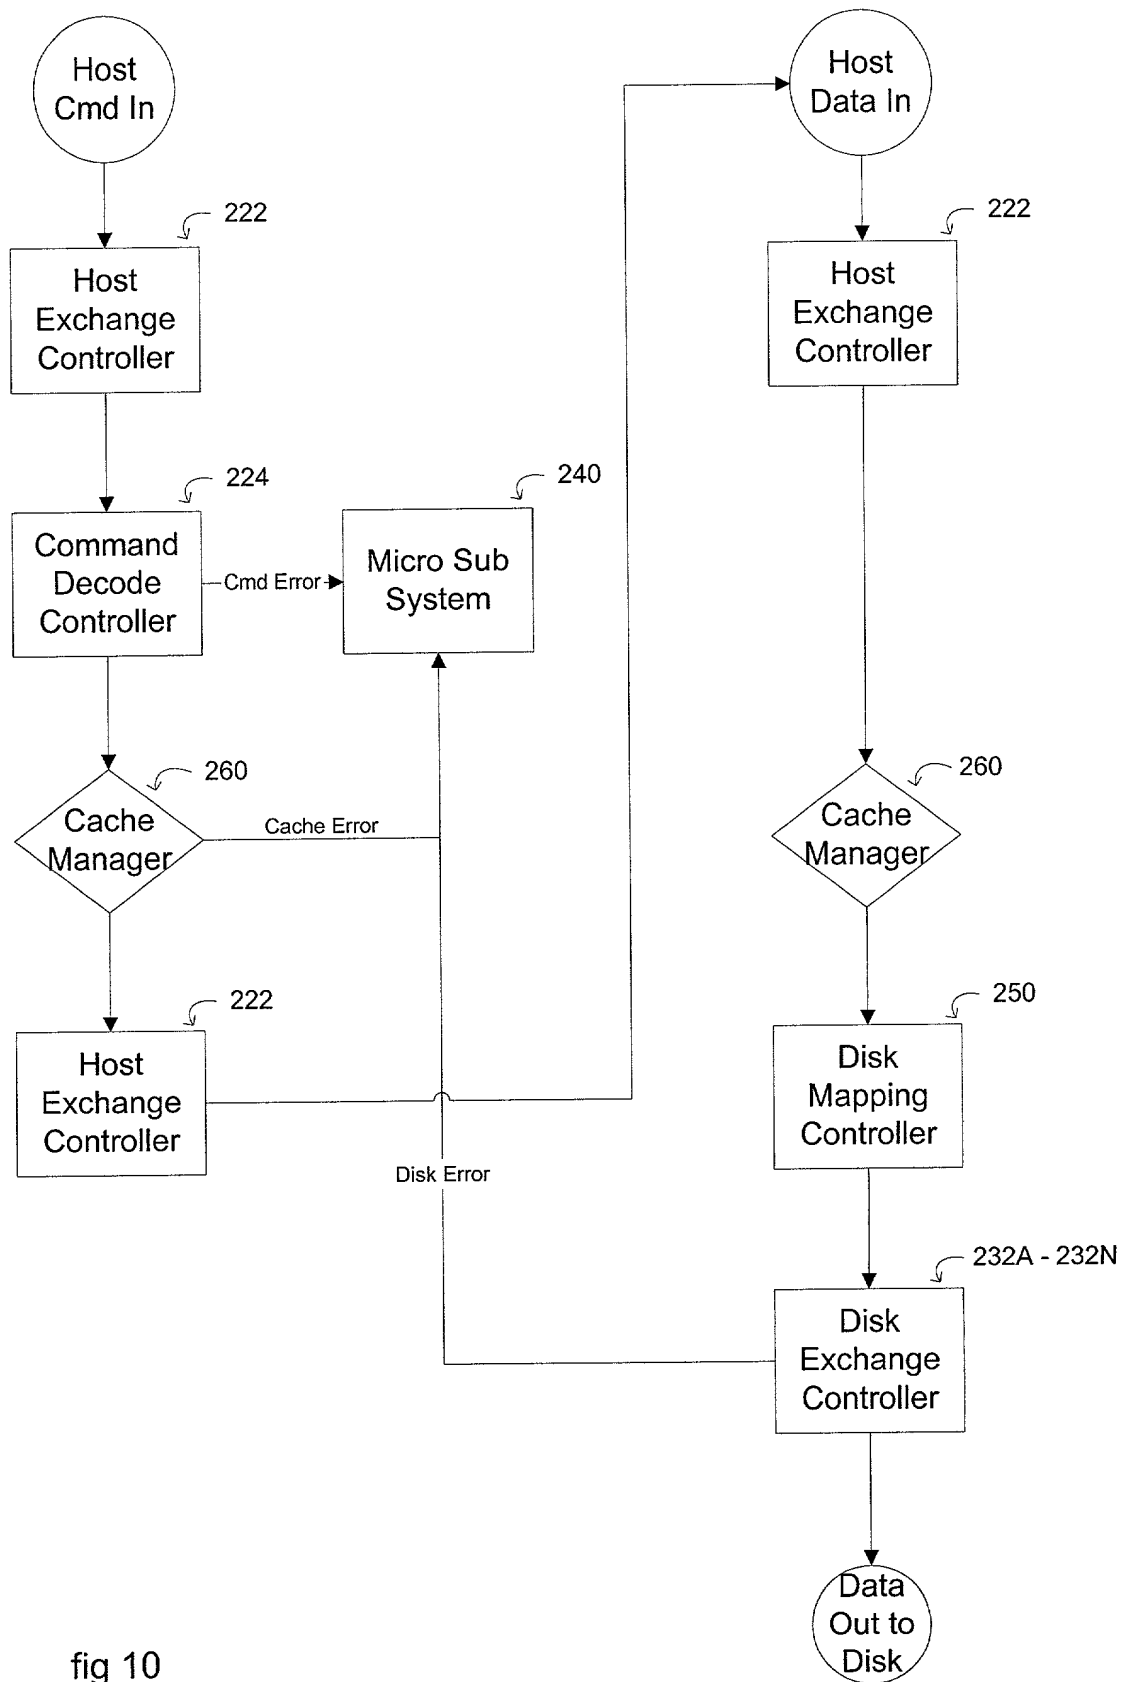 Host
Cmd In
222
Host
Exchange
Controller
224
Command
Decode
Controller
Cmd Error
240
Micro Sub
System
260
Cache
Manager
Cache Error
222
Host
Exchange
Controller
Disk Error
Host
Data In
222
Host
Exchange
Controller
260
Cache
Manager
250
Disk
Mapping
Controller
232A - 232N
Disk
Exchange
Controller
Data
Out to
Disk
fig 10